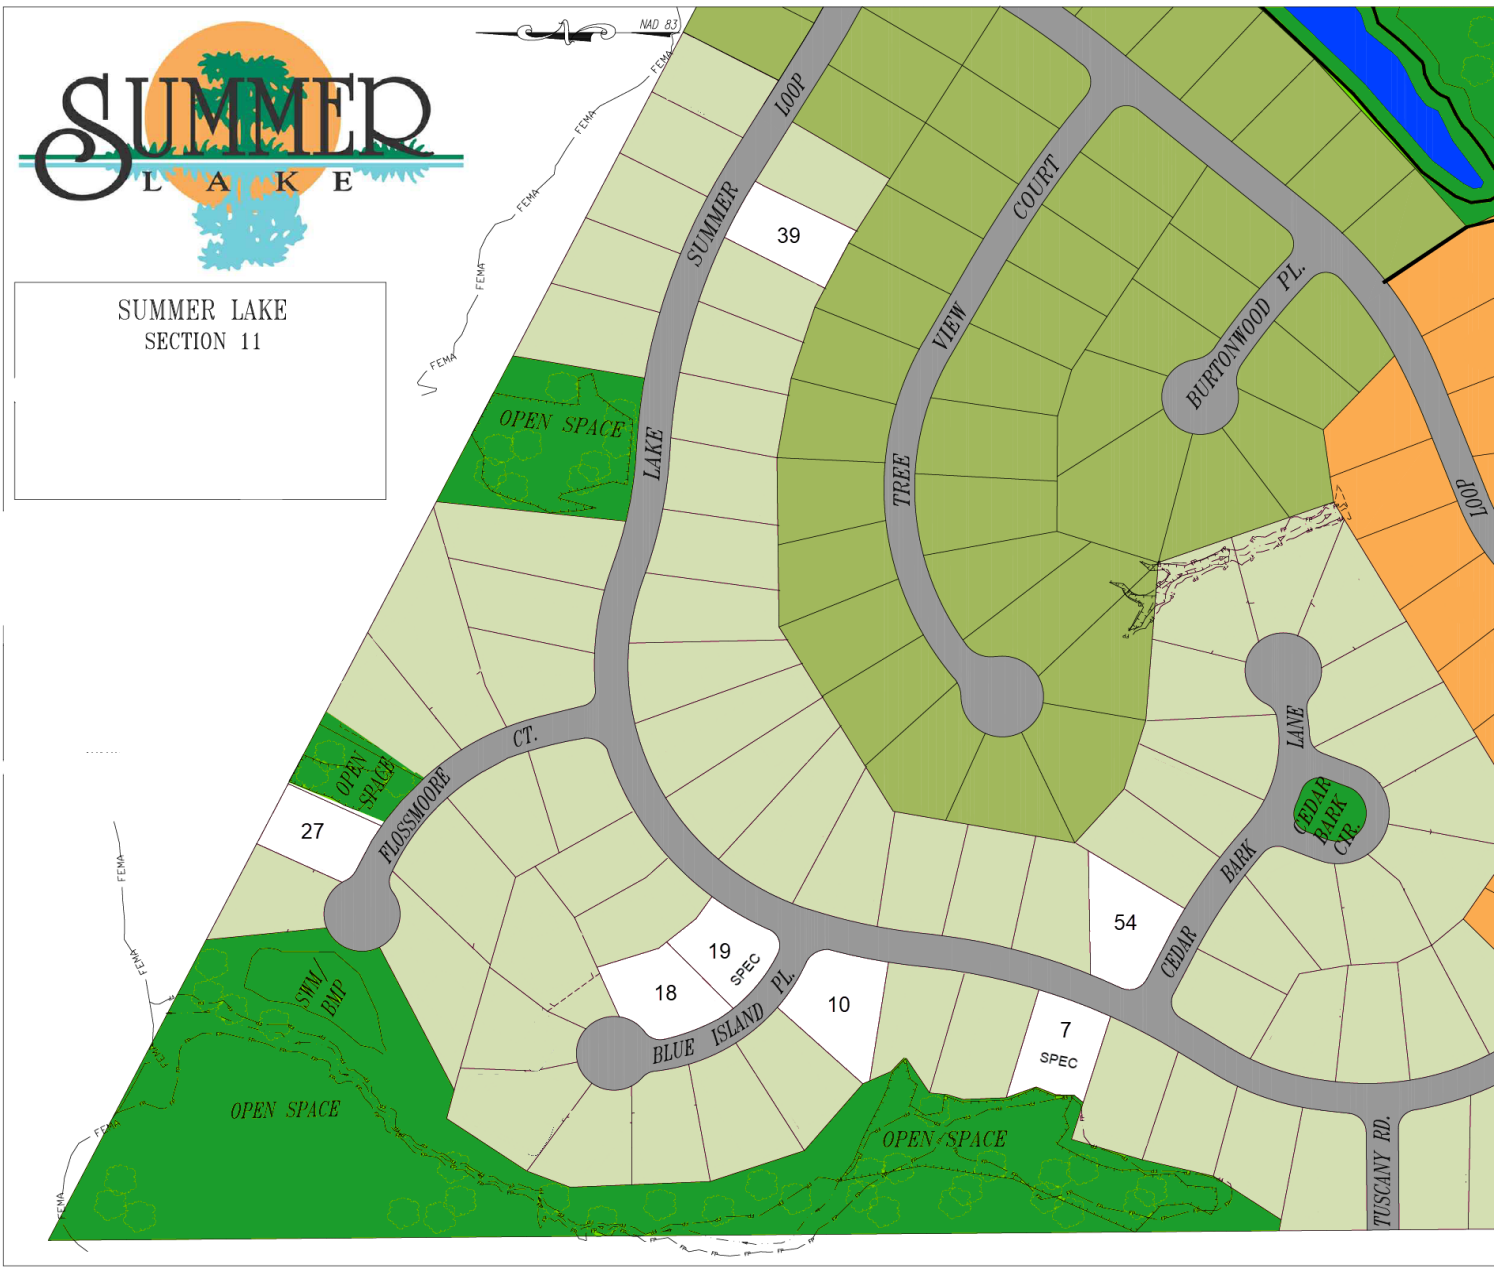 SUMMER
LAKE
NAD 83
SUMMER LAKE
SECTION 11
FEMA
FEMA
FEMA
FEMA
FEMA
SUMMER LAKE LOOP
39
TREE VIEW COURT
BURTONWOOD PL.
LOOP
OPEN SPACE
FLOSSMOORE CT.
OPEN
SPACE
27
LANE
CEDAR
BARK
CIR.
CEDAR BARK
54
19
SPEC
18
BLUE ISLAND PL.
10
7
SPEC
SWM/
BMP
OPEN SPACE
OPEN SPACE
TUSCANY RD.
FEMA
FEMA
FEMA
FEMA
FEMA